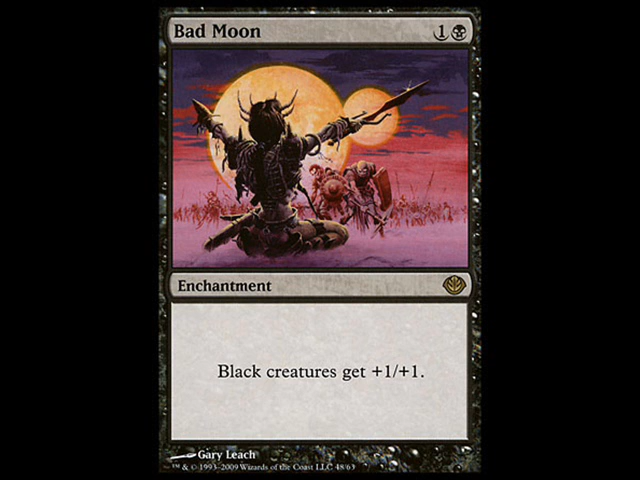 Bad Moon 1
Enchantment
Black creatures get +1/+1.
Gary Leach
™ & © 1993-2009 Wizards of the Coast LLC 48/63